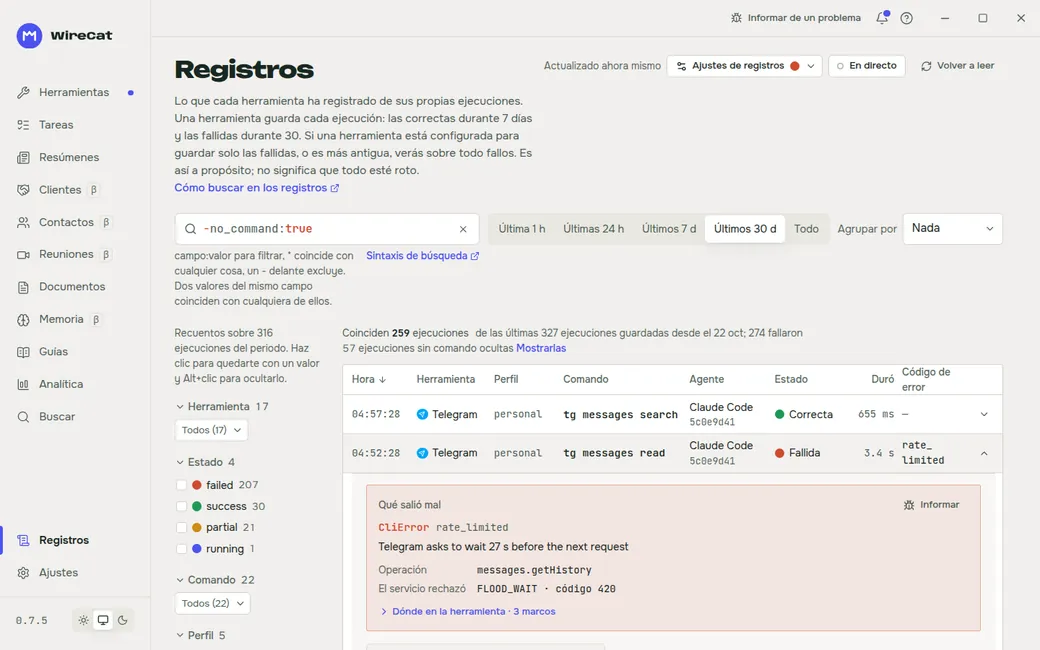 wirecat
Informar de un problema
Herramientas
Tareas
Resúmenes
Clientes β
Contactos β
Reuniones β
Documentos
Memoria β
Guías
Analítica
Buscar
Registros
Ajustes
0.7.5
Registros
Actualizado ahora mismo
Ajustes de registros
En directo
Volver a leer
Lo que cada herramienta ha registrado de sus propias ejecuciones.
Una herramienta guarda cada ejecución: las correctas durante 7 días
y las fallidas durante 30. Si una herramienta está configurada para
guardar solo las fallidas, o es más antigua, verás sobre todo fallos. Es
así a propósito; no significa que todo esté roto.
Cómo buscar en los registros
-no_command:true
Última 1 h
Últimas 24 h
Últimos 7 d
Últimos 30 d
Todo
Agrupar por
Nada
campo:valor para filtrar, * coincide con
cualquier cosa, un - delante excluye.
Dos valores del mismo campo
coinciden con cualquiera de ellos.
Sintaxis de búsqueda
Recuentos sobre 316
ejecuciones del periodo. Haz
clic para quedarte con un valor
y Alt+clic para ocultarlo.
Herramienta 17
Todos (17)
Estado 4
failed 207
success 30
partial 21
running 1
Comando 22
Todos (22)
Perfil 5
Coinciden 259 ejecuciones de las últimas 327 ejecuciones guardadas desde el 22 oct; 274 fallaron
57 ejecuciones sin comando ocultas Mostrarlas
Hora ↓ Herramienta Perfil Comando Agente Estado Duró Código de error
04:57:28 Telegram personal tg messages search Claude Code 5c0e9d41 Correcta 655 ms —
04:52:28 Telegram personal tg messages read Claude Code 5c0e9d41 Fallida 3.4 s rate_limited
Qué salió mal
Informar
CliError rate_limited
Telegram asks to wait 27 s before the next request
Operación messages.getHistory
El servicio rechazó FLOOD_WAIT · código 420
Dónde en la herramienta · 3 marcos